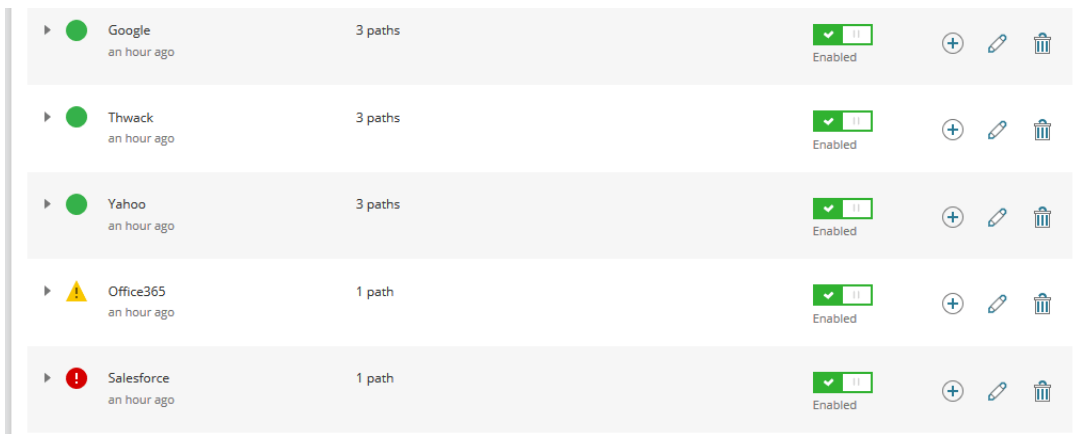 Google
3 paths
an hour ago
Enabled
Thwack
3 paths
an hour ago
Enabled
Yahoo
3 paths
an hour ago
Enabled
Office365
1 path
an hour ago
Enabled
Salesforce
1 path
an hour ago
Enabled